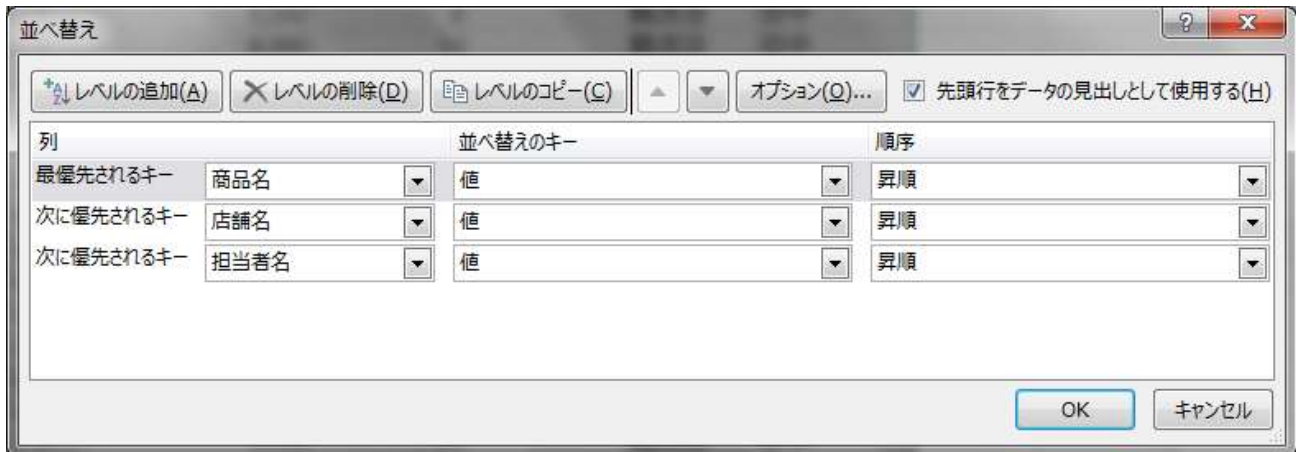 並べ替え
レベルの追加(A) レベルの削除(D) レベルのコピー(C) オプション(O)... 先頭行をデータの見出しとして使用する(H)
列 並べ替えのキー 順序
最優先されるキー 商品名 値 昇順
次に優先されるキー 店舗名 値 昇順
次に優先されるキー 担当者名 値 昇順
OK キャンセル